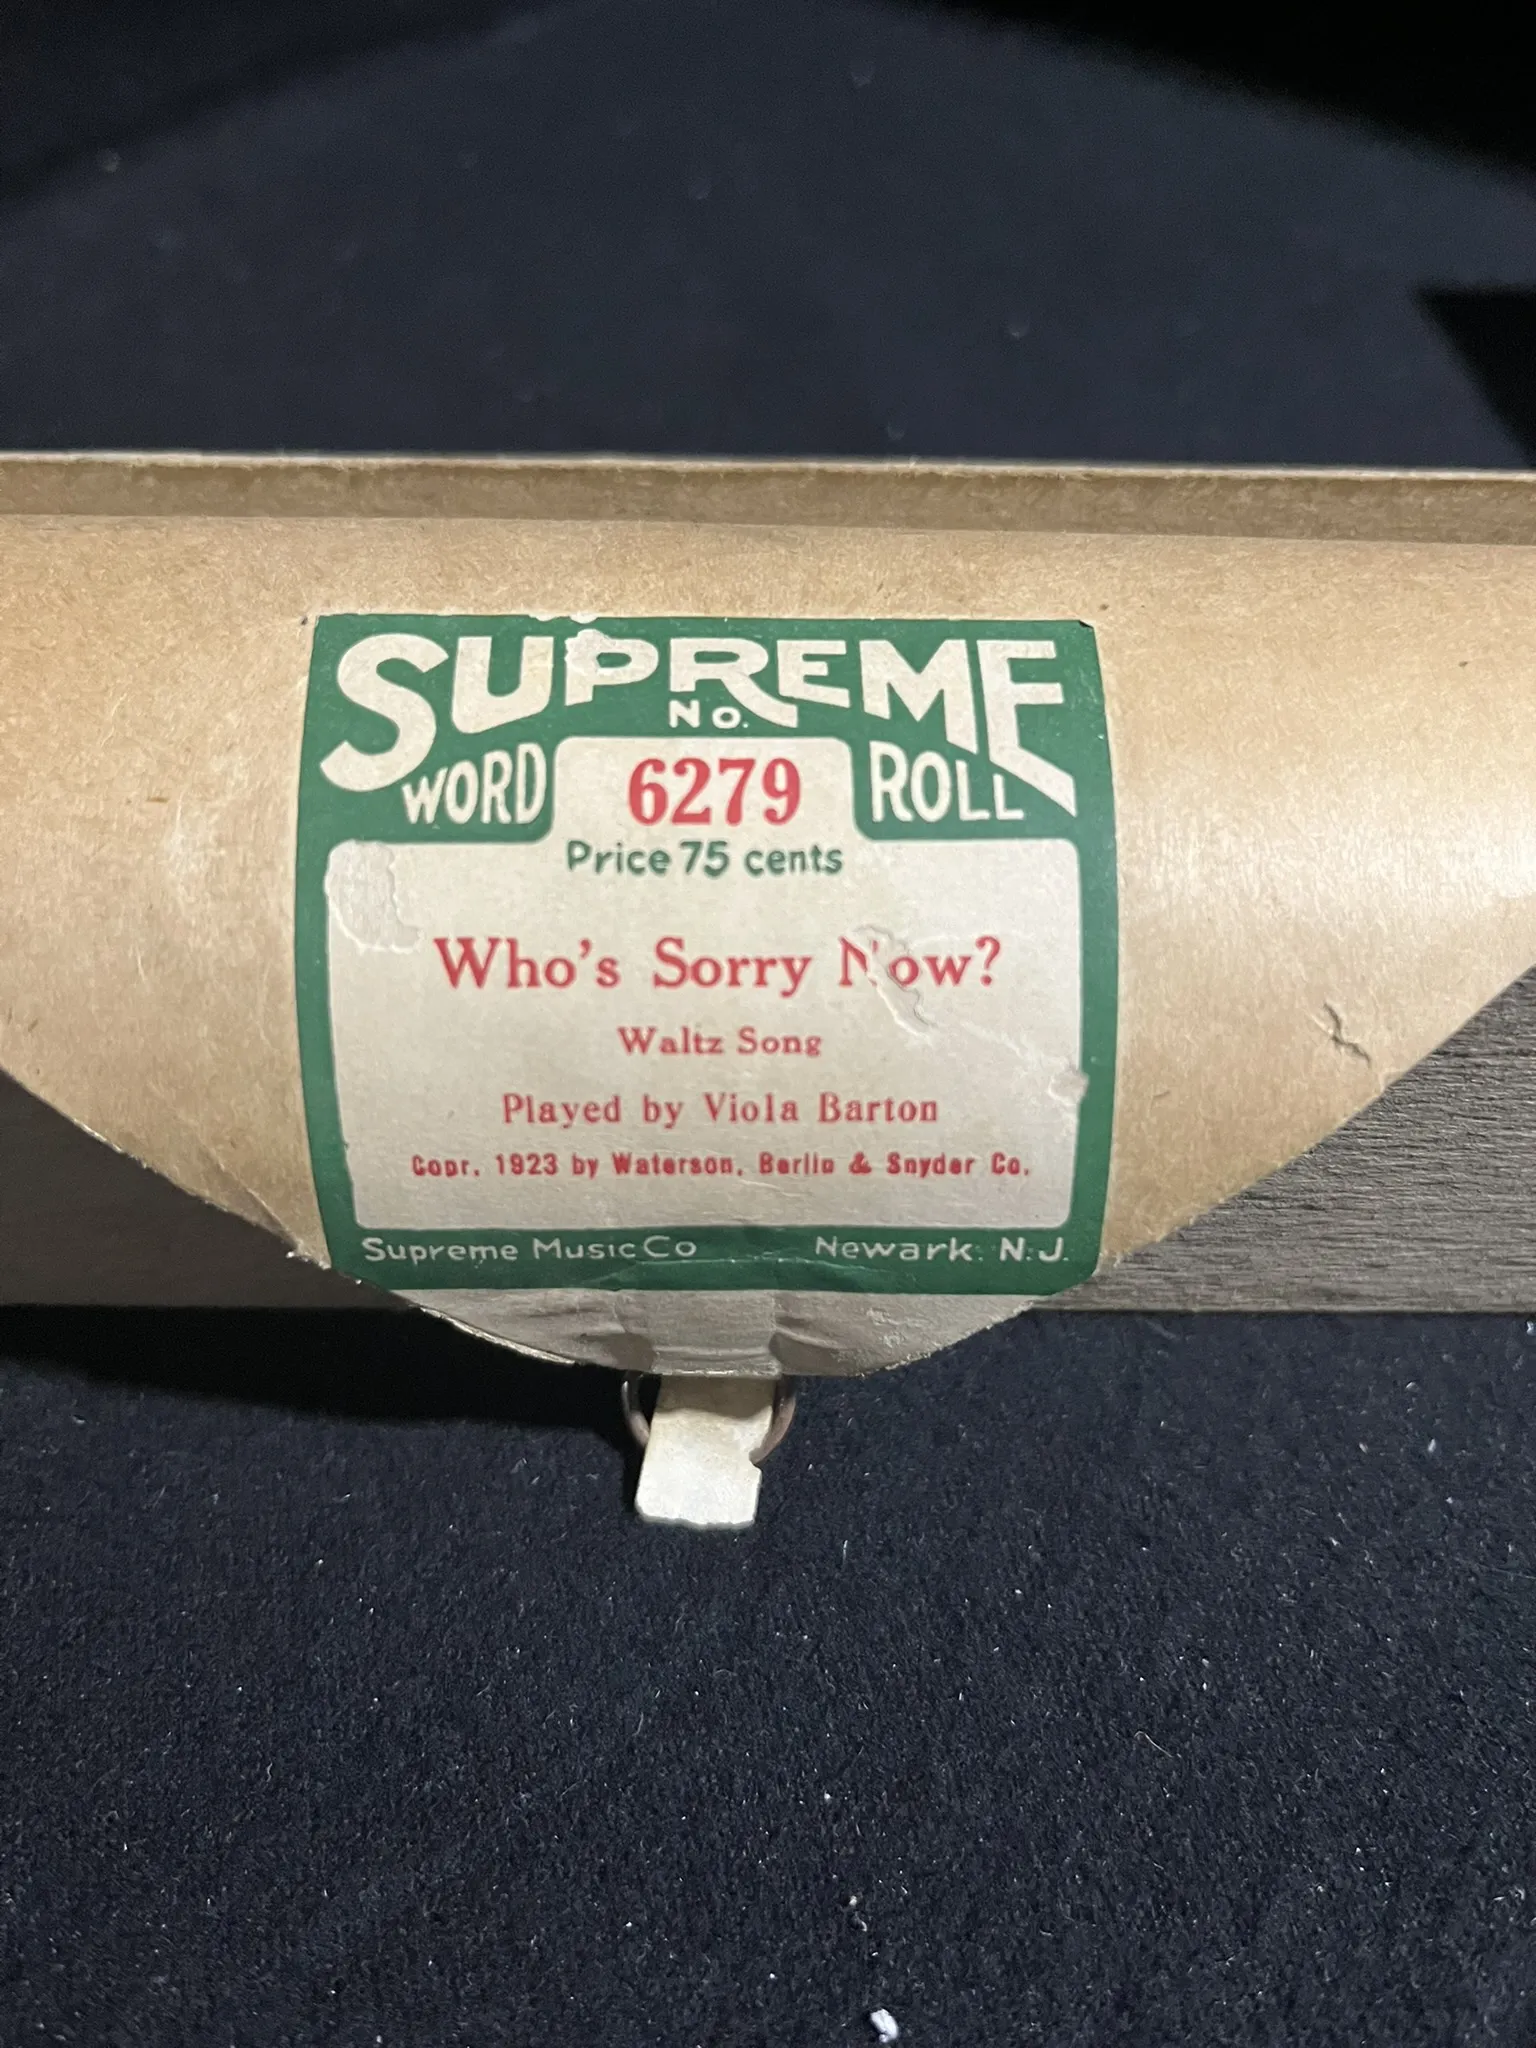 SUPREME
No.
WORD 6279 ROLL
Price 75 cents
Who's Sorry Now?
Waltz Song
Played by Viola Barton
Copr. 1923 by Waterson, Berlin & Snyder Co.
Supreme Music Co Newark N.J.